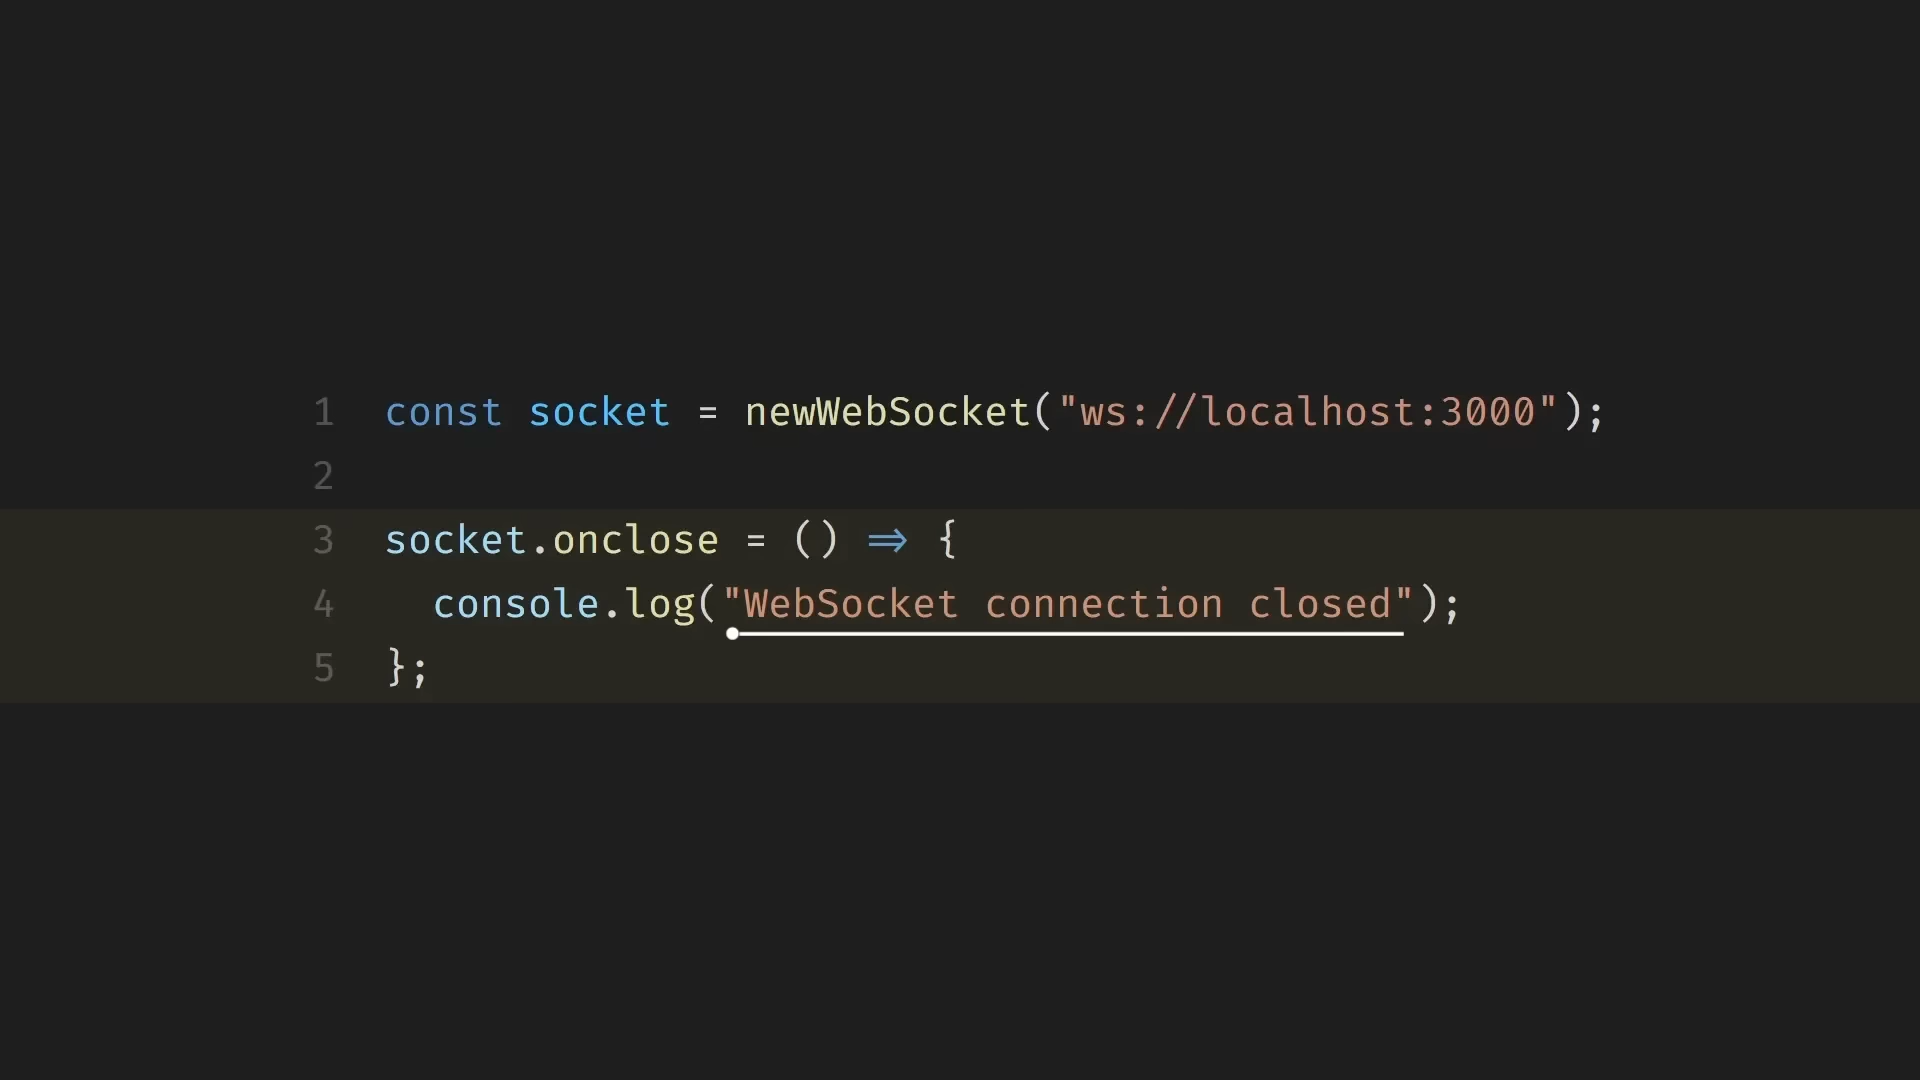 1 const socket = newWebSocket("ws://localhost:3000");
2
3 socket.onclose = () => {
4 console.log("WebSocket connection closed");
5 };